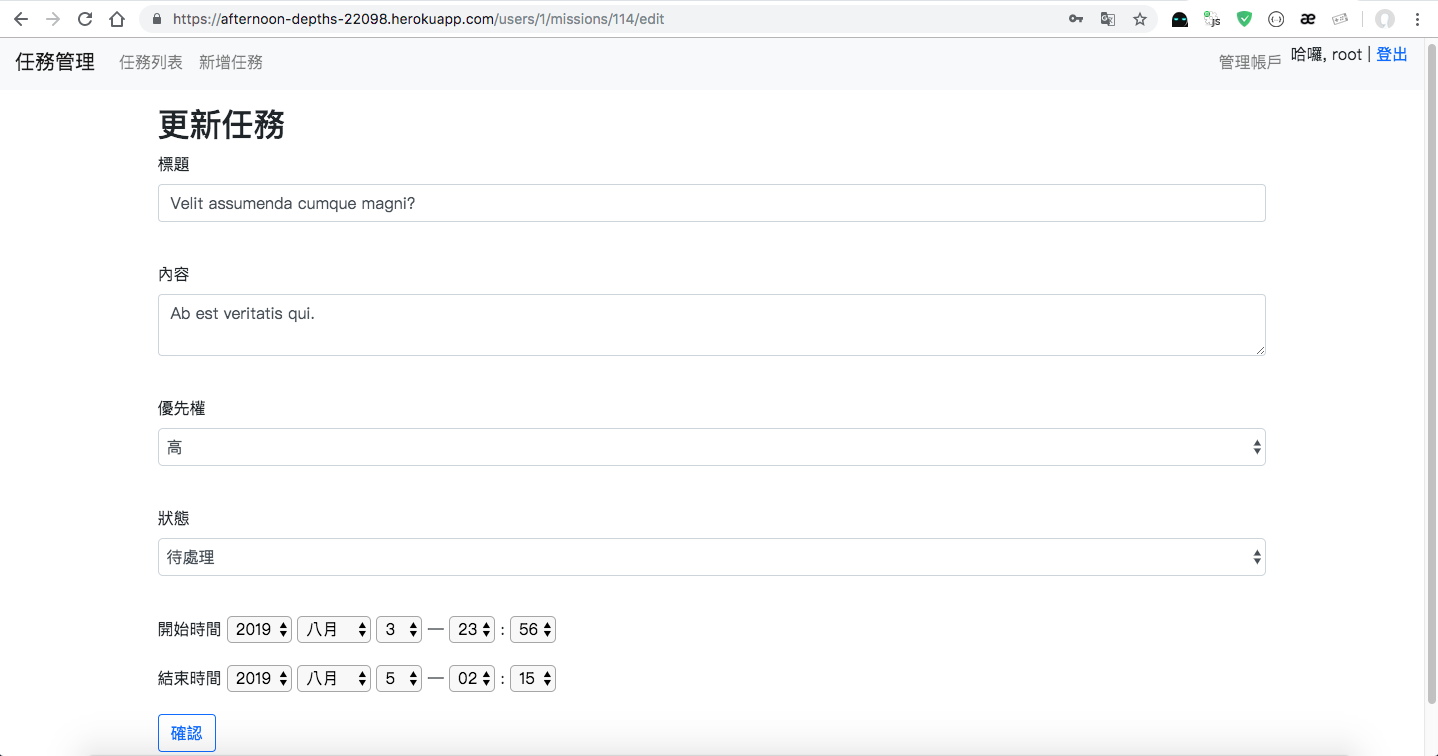 https://afternoon-depths-22098.herokuapp.com/users/1/missions/114/edit
任務管理 任務列表 新增任務 管理帳戶 哈囉, root | 登出
更新任務
標題
Velit assumenda cumque magni?
內容
Ab est veritatis qui.
優先權
高
狀態
待處理
開始時間 2019 八月 3 — 23 : 56
結束時間 2019 八月 5 — 02 : 15
確認